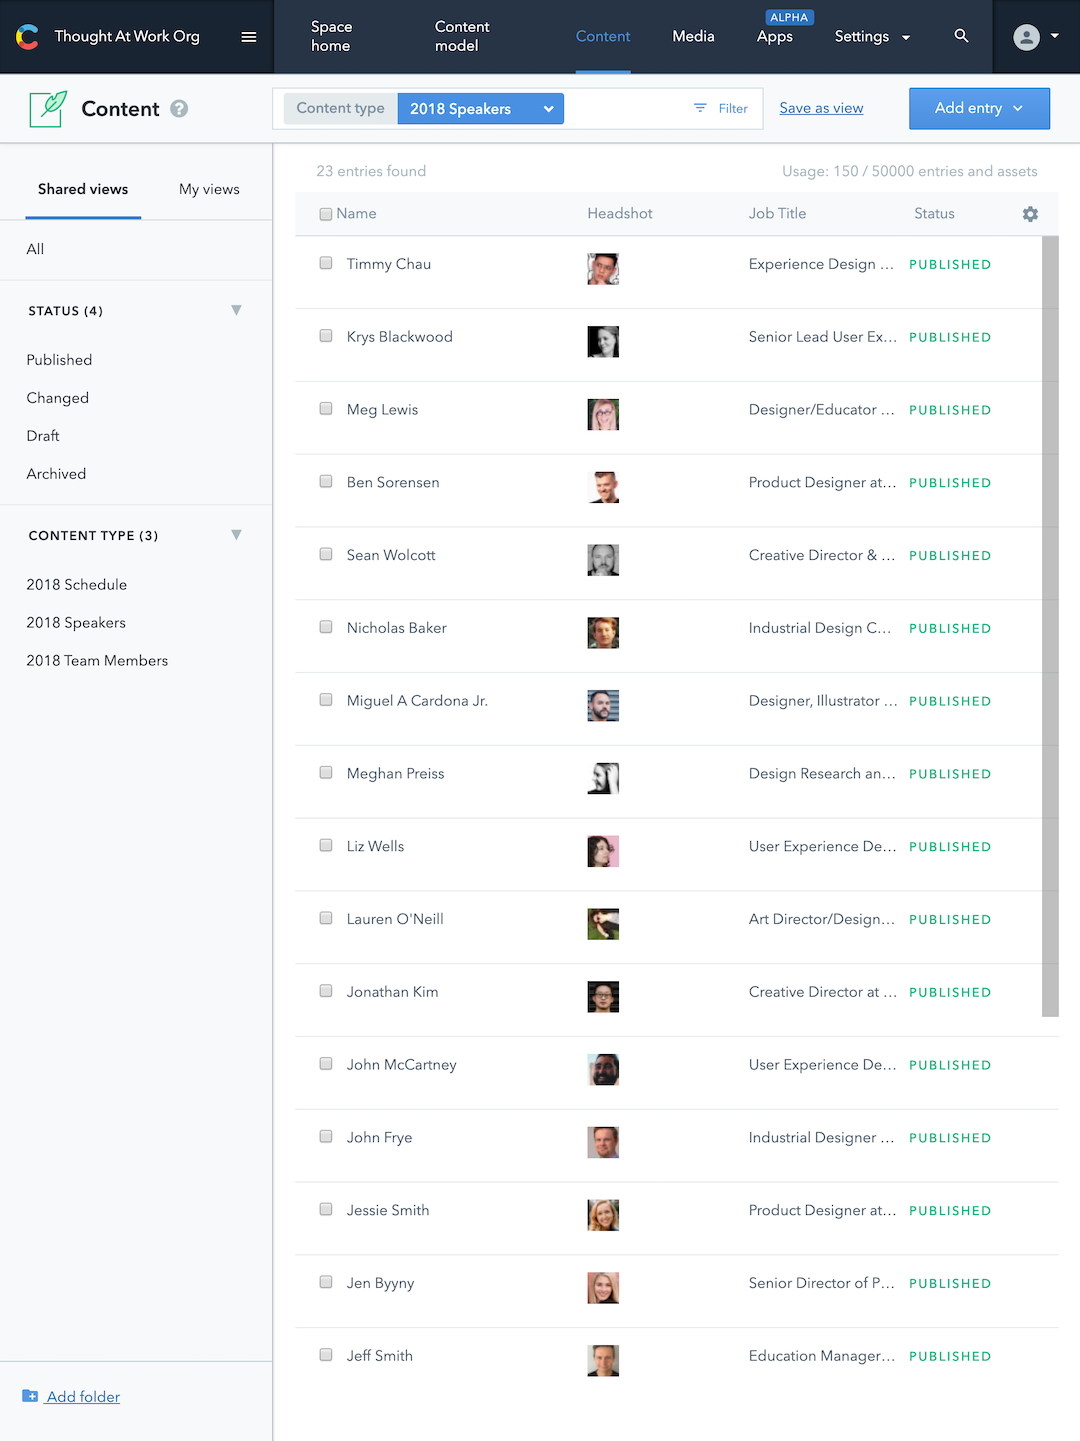 Thought At Work Org
Space home
Content model
Content
Media
ALPHA
Apps
Settings
Content
?
Content type
2018 Speakers
Filter
Save as view
Add entry
Shared views
My views
All
STATUS (4)
Published
Changed
Draft
Archived
CONTENT TYPE (3)
2018 Schedule
2018 Speakers
2018 Team Members
Add folder
23 entries found
Usage: 150 / 50000 entries and assets
Name Headshot Job Title Status
Timmy Chau Experience Design ... PUBLISHED
Krys Blackwood Senior Lead User Ex... PUBLISHED
Meg Lewis Designer/Educator ... PUBLISHED
Ben Sorensen Product Designer at... PUBLISHED
Sean Wolcott Creative Director & ... PUBLISHED
Nicholas Baker Industrial Design C... PUBLISHED
Miguel A Cardona Jr. Designer, Illustrator ... PUBLISHED
Meghan Preiss Design Research an... PUBLISHED
Liz Wells User Experience De... PUBLISHED
Lauren O'Neill Art Director/Design... PUBLISHED
Jonathan Kim Creative Director at ... PUBLISHED
John McCartney User Experience De... PUBLISHED
John Frye Industrial Designer ... PUBLISHED
Jessie Smith Product Designer at... PUBLISHED
Jen Byyny Senior Director of P... PUBLISHED
Jeff Smith Education Manager... PUBLISHED